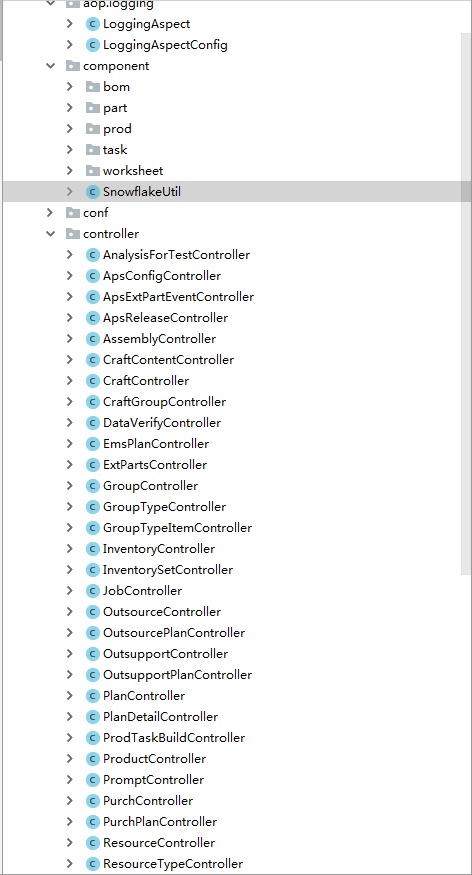 aop.logging
LoggingAspect
LoggingAspectConfig
component
bom
part
prod
task
worksheet
SnowflakeUtil
conf
controller
AnalysisForTestController
ApsConfigController
ApsExtPartEventController
ApsReleaseController
AssemblyController
CraftContentController
CraftController
CraftGroupController
DataVerifyController
EmsPlanController
ExtPartsController
GroupController
GroupTypeController
GroupTypeItemController
InventoryController
InventorySetController
JobController
OutsourceController
OutsourcePlanController
OutsupportController
OutsupportPlanController
PlanController
PlanDetailController
ProdTaskBuildController
ProductController
PromptController
PurchController
PurchPlanController
ResourceController
ResourceTypeController